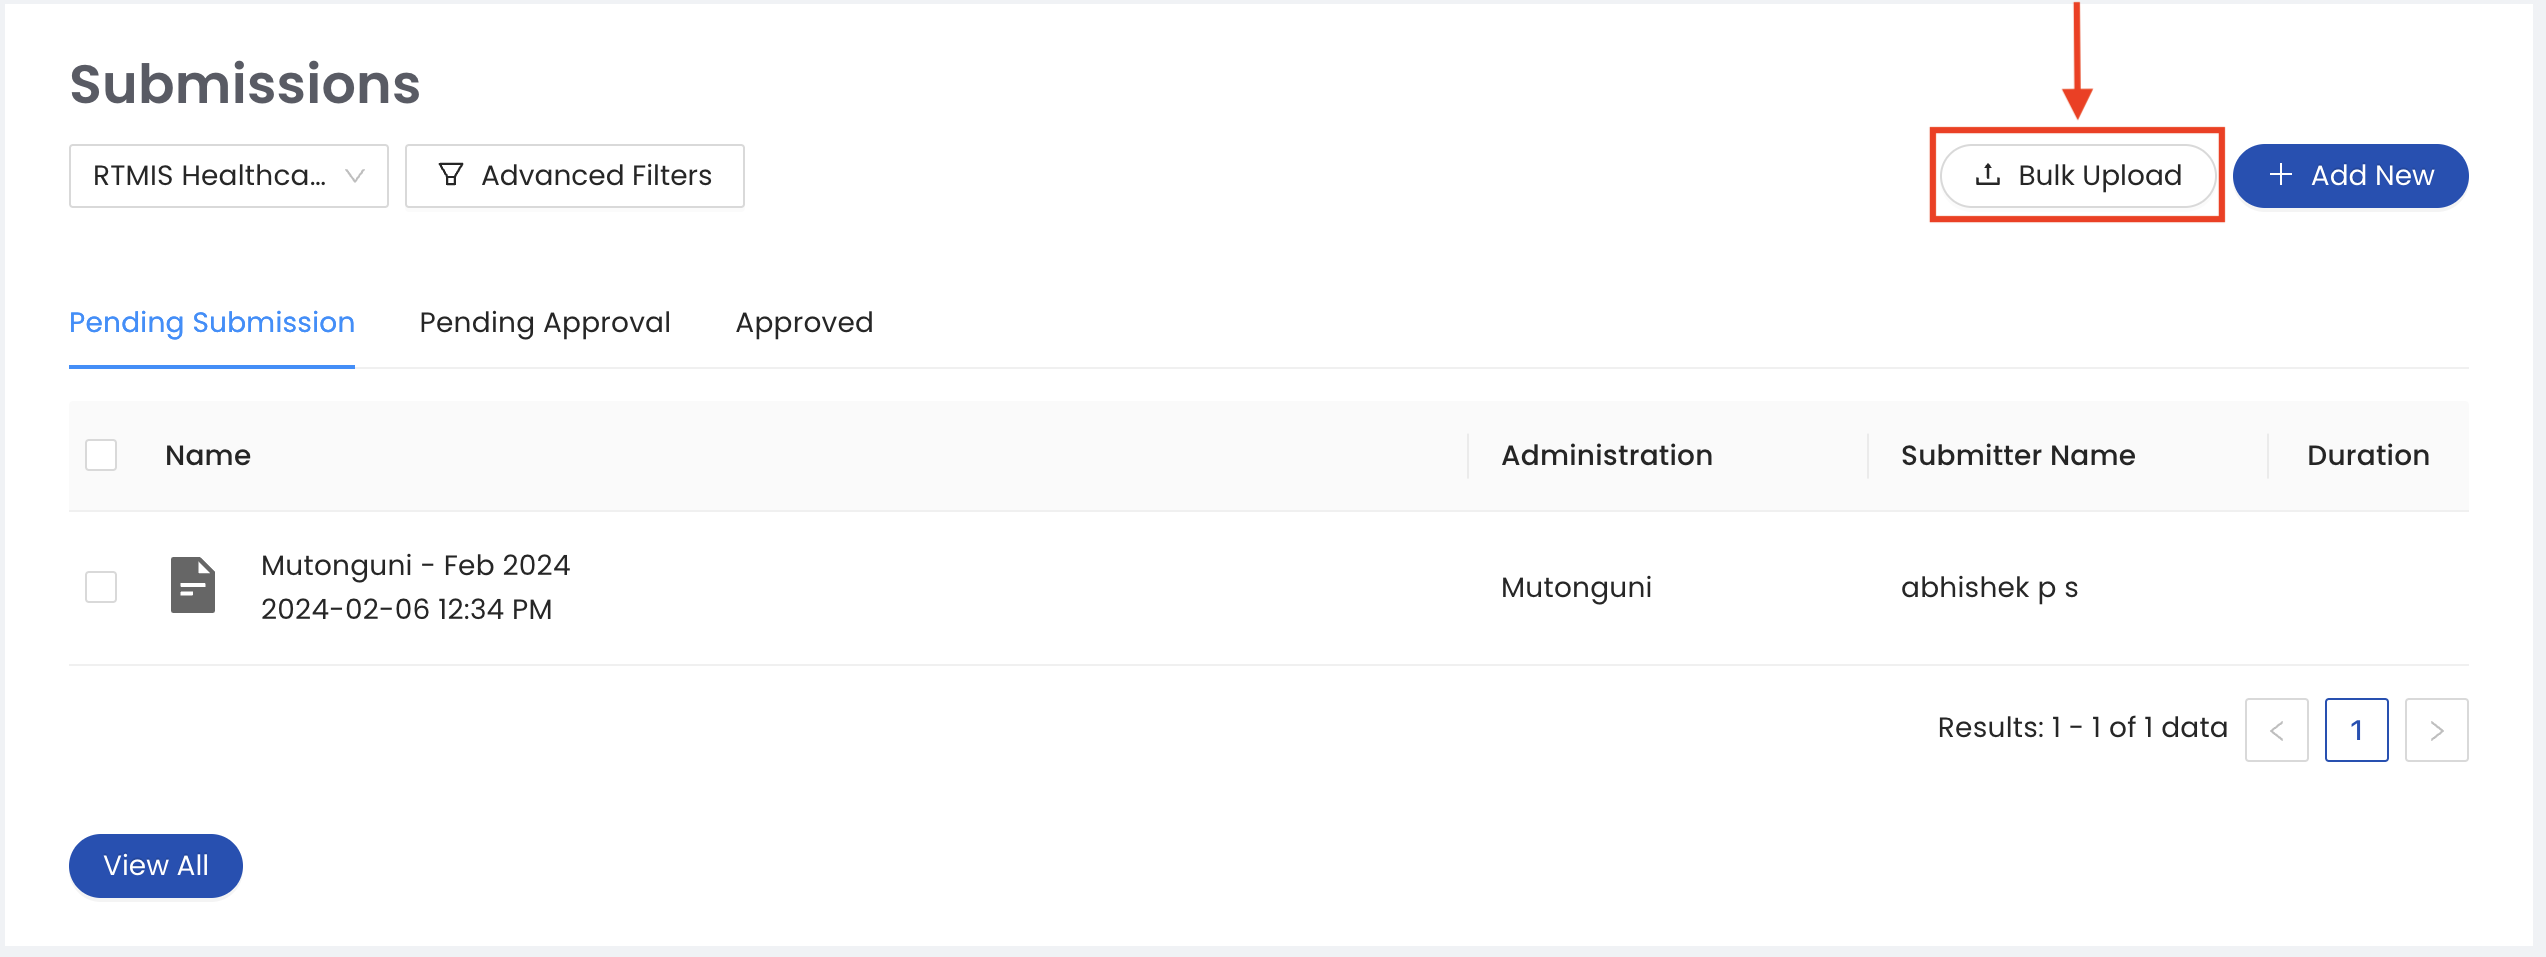 Submissions
RTMIS Healthca...
Advanced Filters
Bulk Upload
Add New
Pending Submission
Pending Approval
Approved
Name
Administration
Submitter Name
Duration
Mutonguni - Feb 2024
2024-02-06 12:34 PM
Mutonguni
abhishek p s
Results: 1 - 1 of 1 data
1
View All